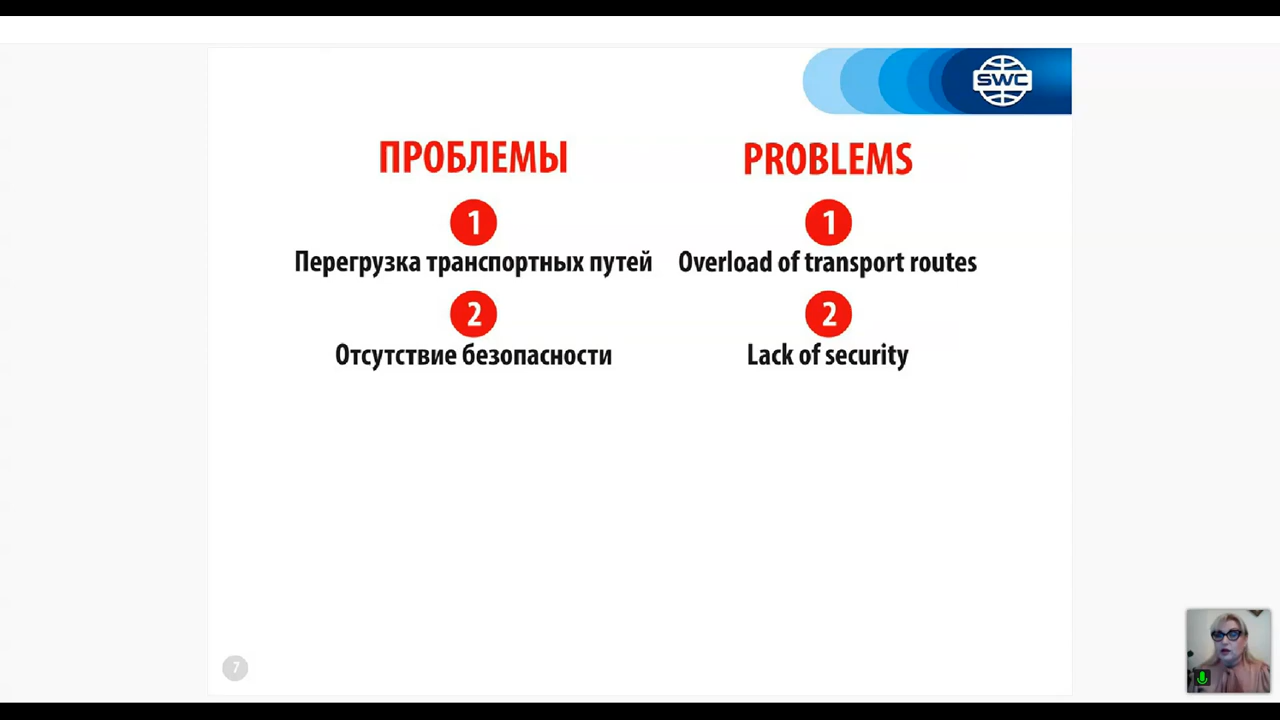 SWC
ПРОБЛЕМЫ
1
Перегрузка транспортных путей
2
Отсутствие безопасности
PROBLEMS
1
Overload of transport routes
2
Lack of security
7